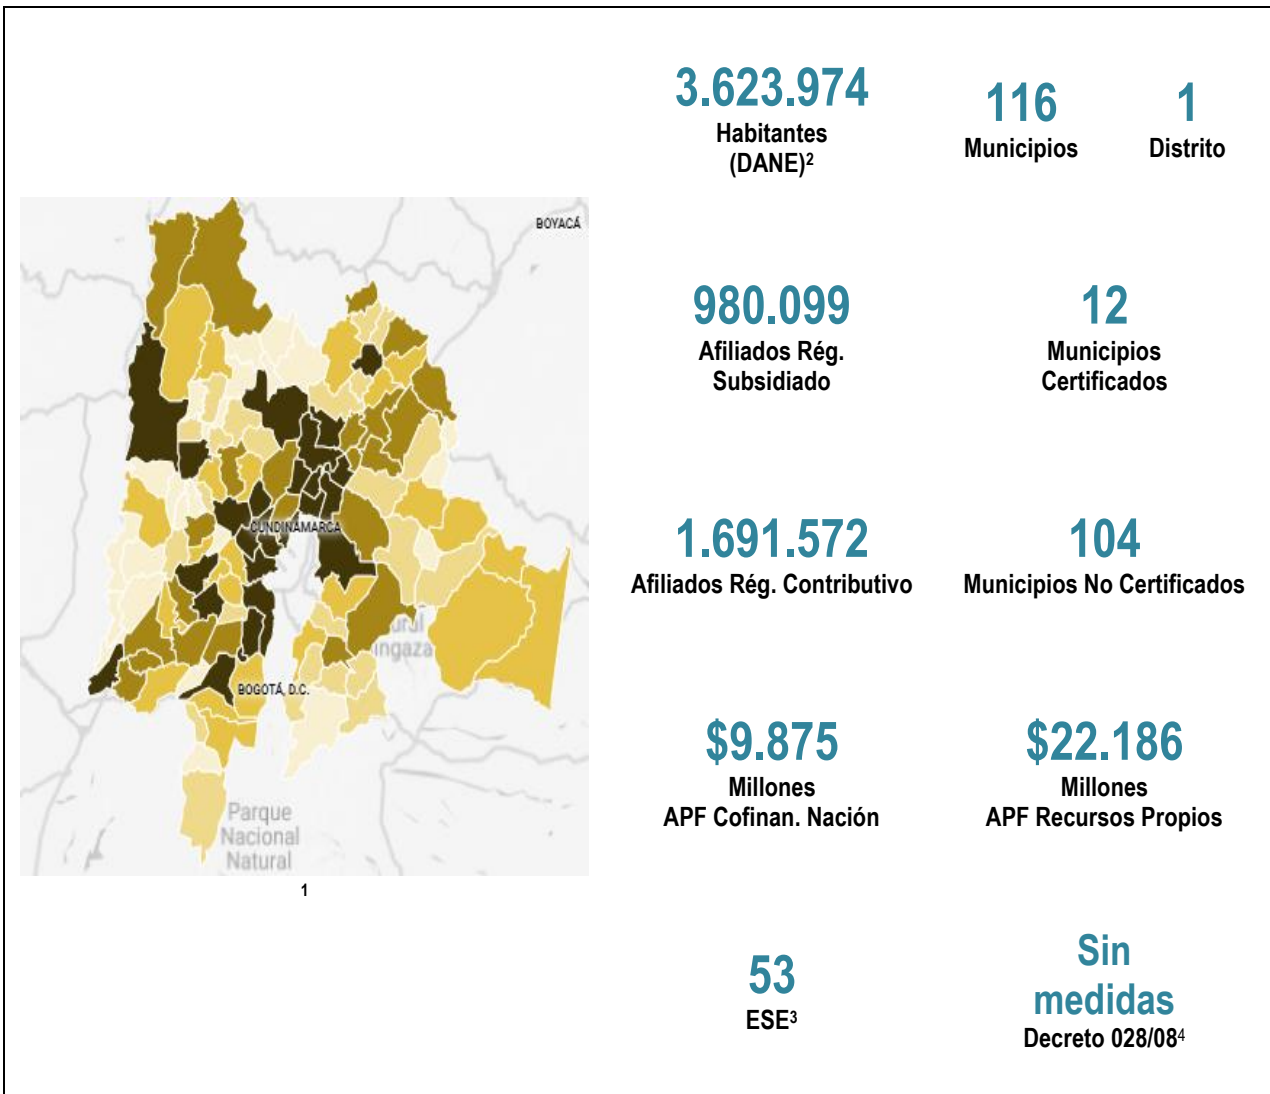 3.623.974
Habitantes
(DANE)2
116
Municipios
1
Distrito
BOYACÁ
CUNDINAMARCA
ural
ingaza
BOGOTÁ, D.C.
Parque
Nacional
Natural
1
980.099
Afiliados Rég.
Subsidiado
12
Municipios
Certificados
1.691.572
Afiliados Rég. Contributivo
104
Municipios No Certificados
$9.875
Millones
APF Cofinan. Nación
$22.186
Millones
APF Recursos Propios
53
ESE3
Sin
medidas
Decreto 028/084